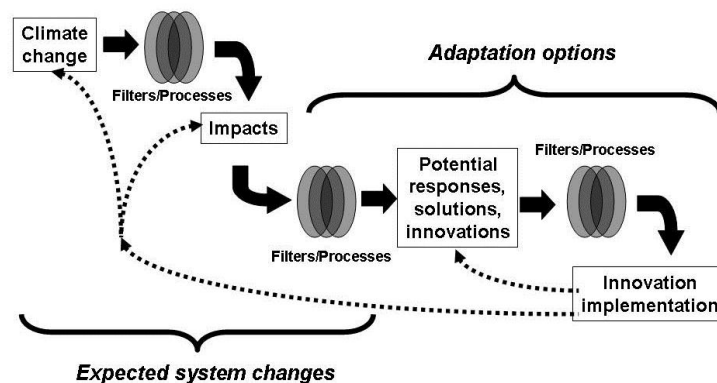 Climate
change
Adaptation options
Filters/Processes
Impacts
Filters/Processes
Potential
responses,
solutions,
innovations
Filters/Processes
Innovation
implementation
Expected system changes